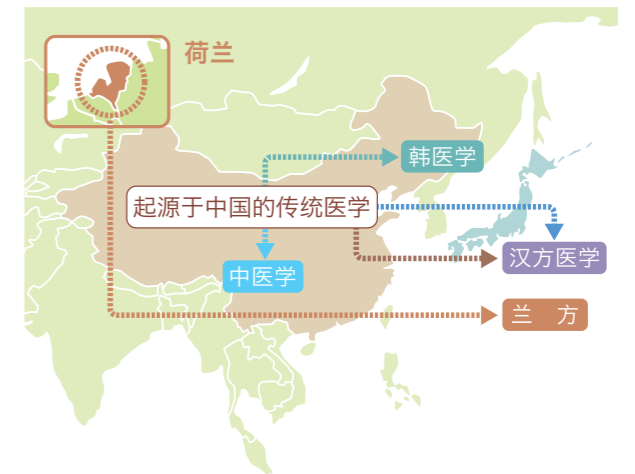 荷兰
韩医学
起源于中国的传统医学
汉方医学
中医学
兰 方